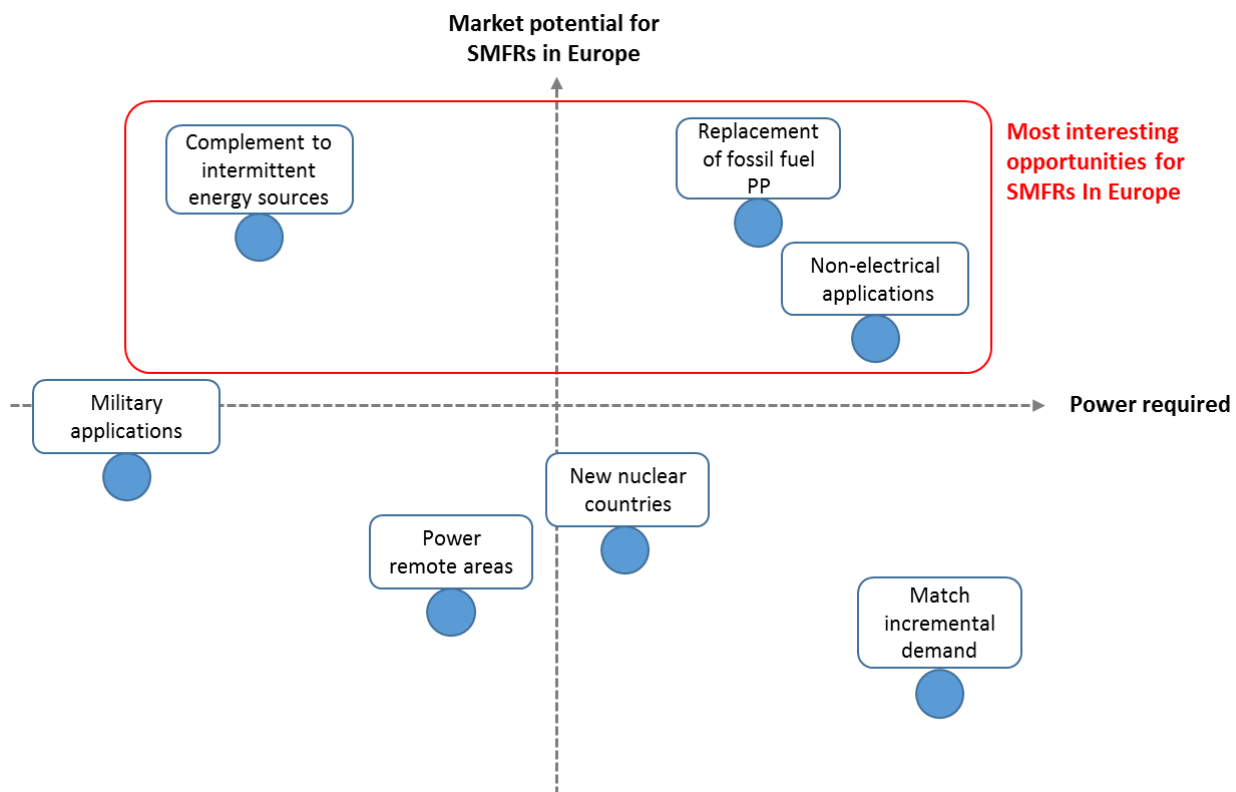 Market potential for
SMFRs in Europe
Complement to
intermittent
energy sources
Replacement
of fossil fuel
PP
Most interesting
opportunities for
SMFRs In Europe
Non-electrical
applications
Military
applications
Power required
New nuclear
countries
Power
remote areas
Match
incremental
demand